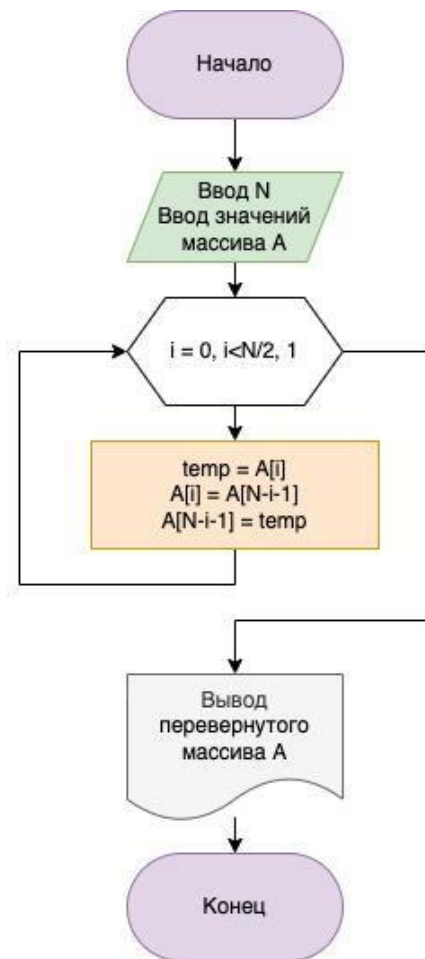 Начало
Ввод N
Ввод значений
массива A
i = 0, i<N/2, 1
temp = A[i]
A[i] = A[N-i-1]
A[N-i-1] = temp
Вывод
перевернутого
массива A
Конец